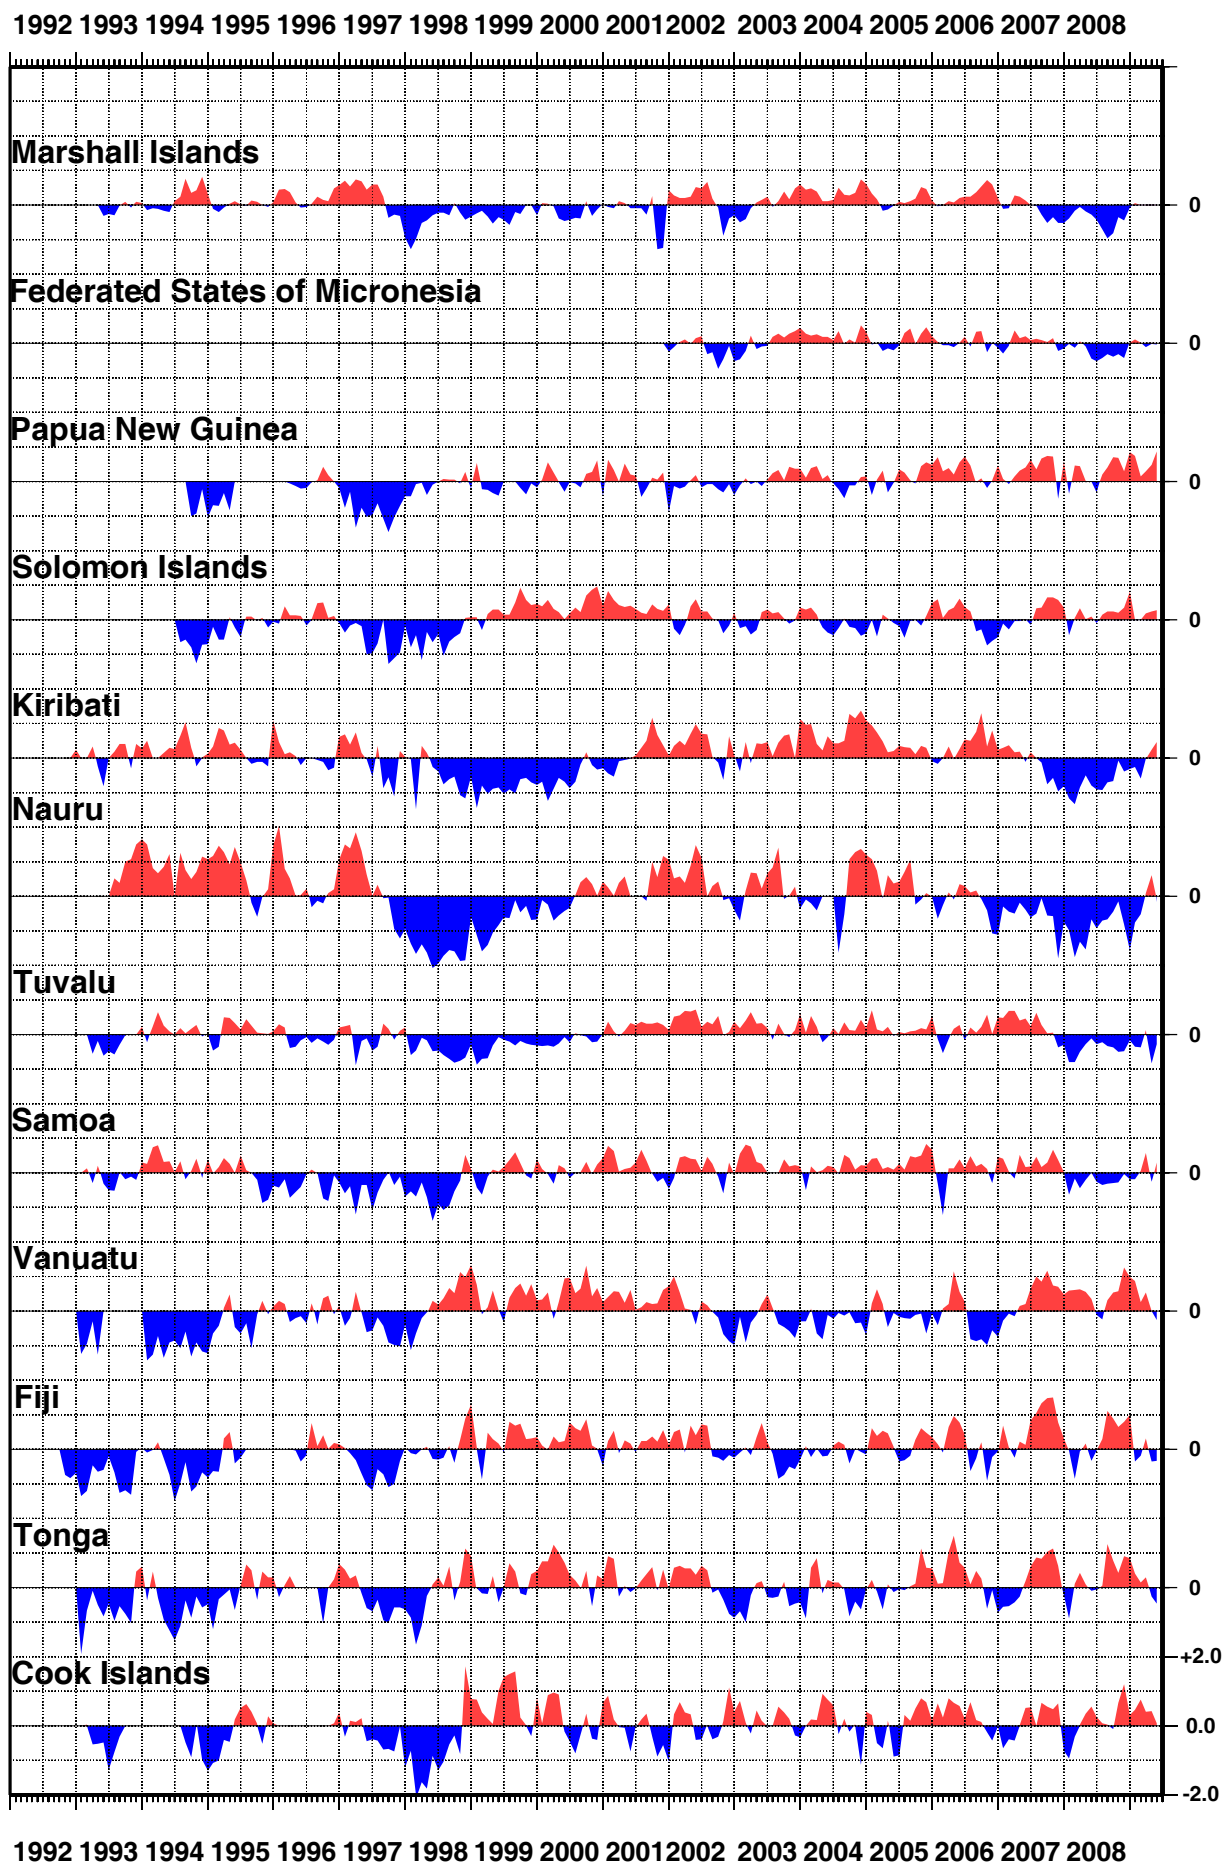 1992 1993 1994 1995 1996 1997 1998 1999 2000 2001 2002 2003 2004 2005 2006 2007 2008
Marshall Islands
0
Federated States of Micronesia
0
Papua New Guinea
0
Solomon Islands
0
Kiribati
0
Nauru
0
Tuvalu
0
Samoa
0
Vanuatu
0
Fiji
0
Tonga
0
+2.0
Cook Islands
0.0
-2.0
1992 1993 1994 1995 1996 1997 1998 1999 2000 2001 2002 2003 2004 2005 2006 2007 2008